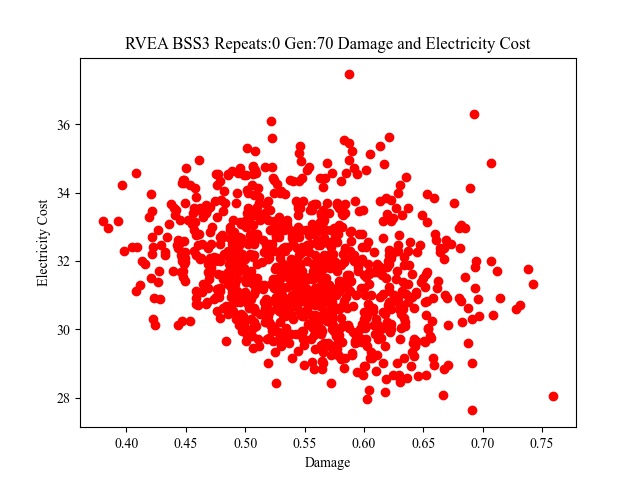 RVEA BSS3 Repeats:0 Gen:70 Damage and Electricity Cost
Electricity Cost
36
34
32
30
28
0.40 0.45 0.50 0.55 0.60 0.65 0.70 0.75
Damage